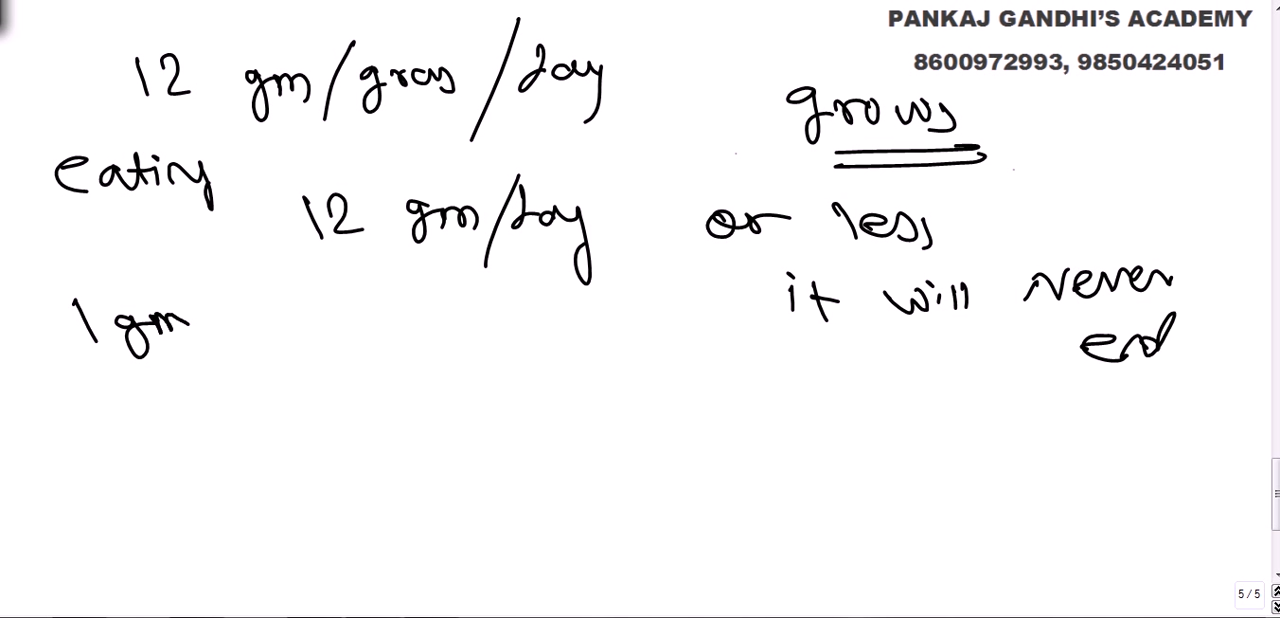 PANKAJ GANDHI'S ACADEMY
8600972993, 9850424051
12 gm/gras/day
grows
eating
12 gm/day or less
it will never
end
1 gm
5/5